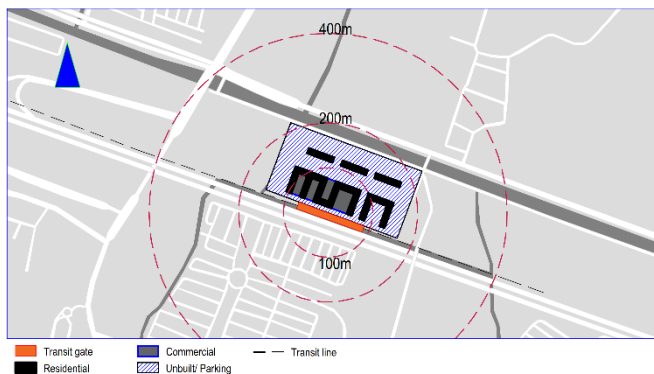 400m
200m
100m
Transit gate
Commercial
Transit line
Residential
Unbuilt/ Parking